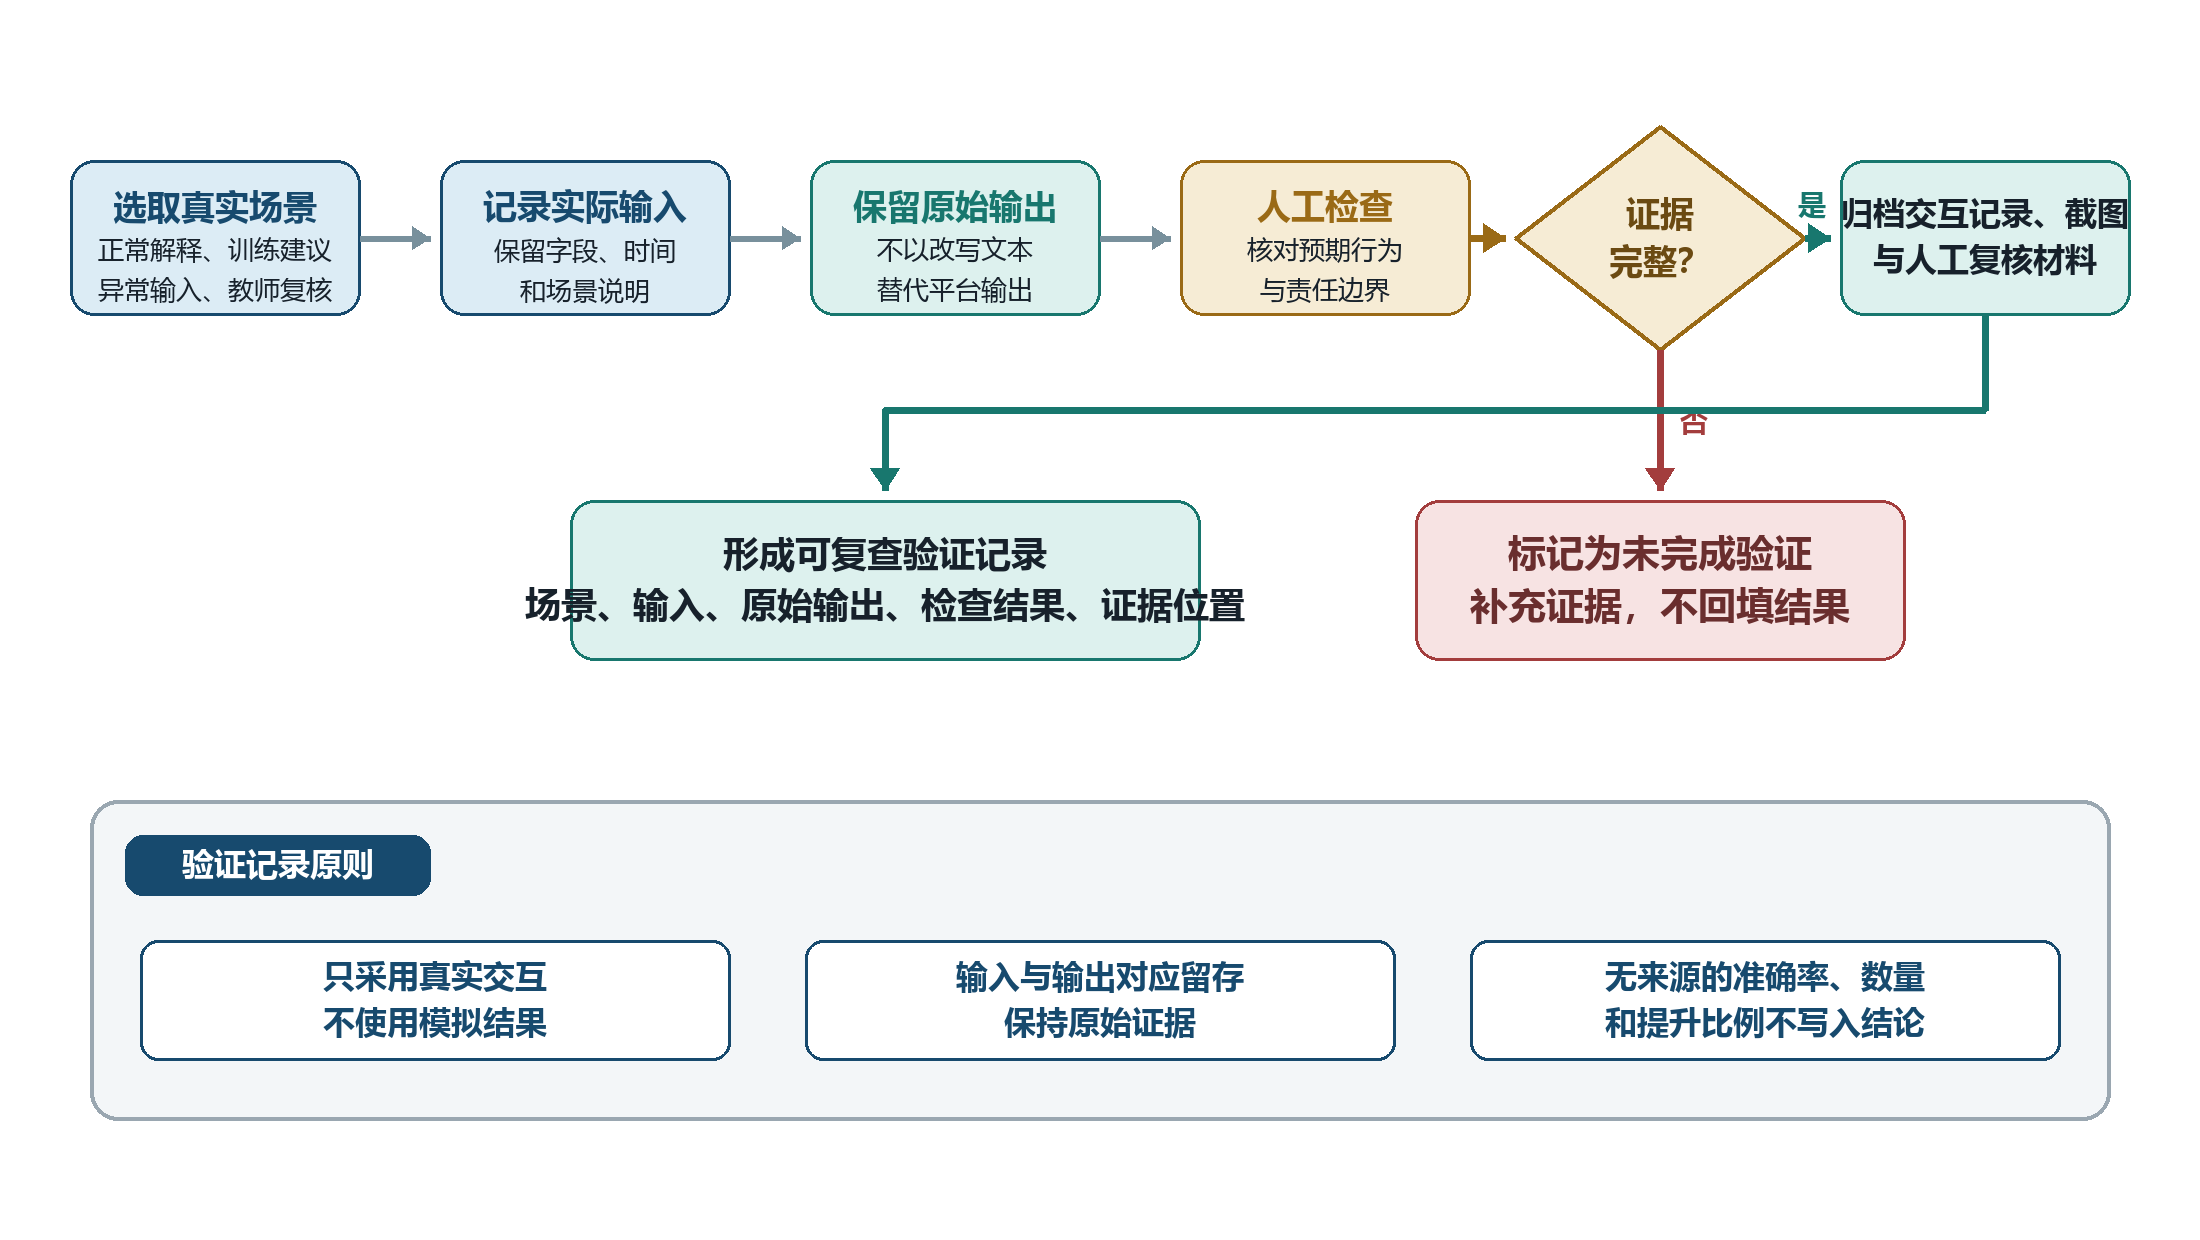 选取真实场景
正常解释、训练建议
异常输入、教师复核
记录实际输入
保留字段、时间
和场景说明
保留原始输出
不以改写文本
替代平台输出
人工检查
核对预期行为
与责任边界
证据
完整?
是
归档交互记录、截图
与人工复核材料
否
形成可复查验证记录
场景、输入、原始输出、检查结果、证据位置
标记为未完成验证
补充证据，不回填结果
验证记录原则
只采用真实交互
不使用模拟结果
输入与输出对应留存
保持原始证据
无来源的准确率、数量
和提升比例不写入结论